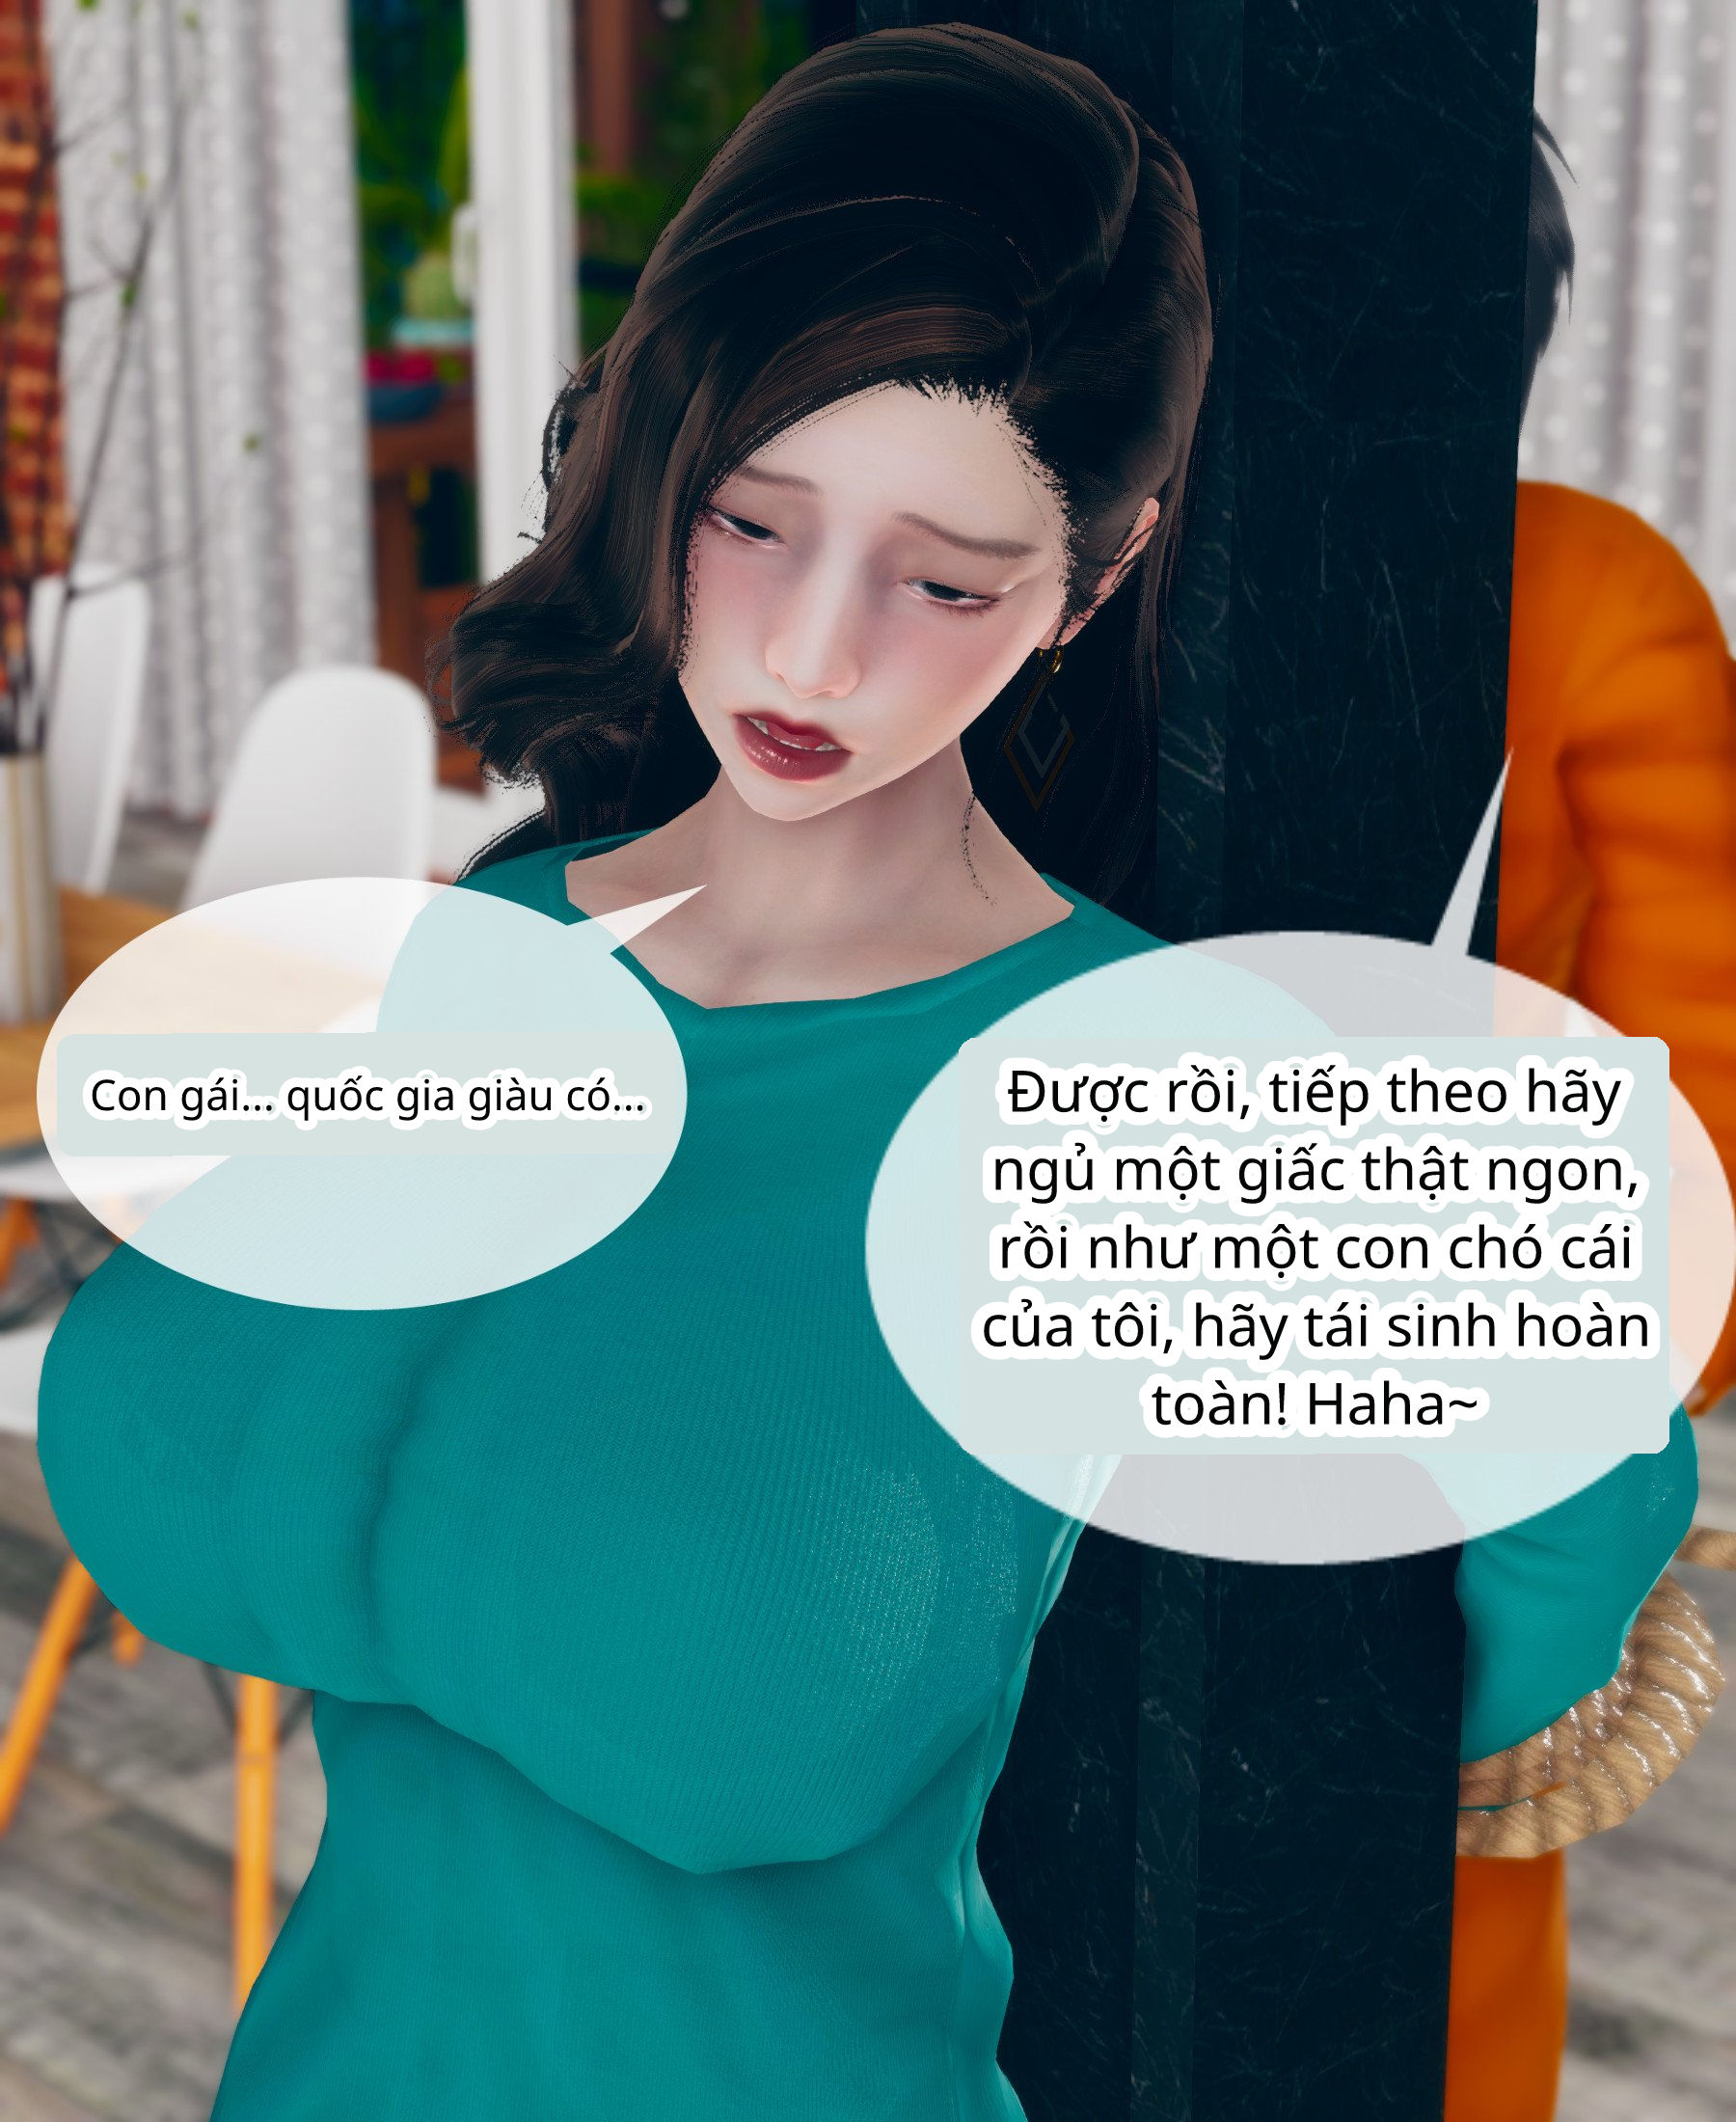 Con gái... quốc gia giàu có...
Được rồi, tiếp theo hãy
ngủ một giấc thật ngon,
rồi như một con chó cái
của tôi, hãy tái sinh hoàn
toàn! Haha~